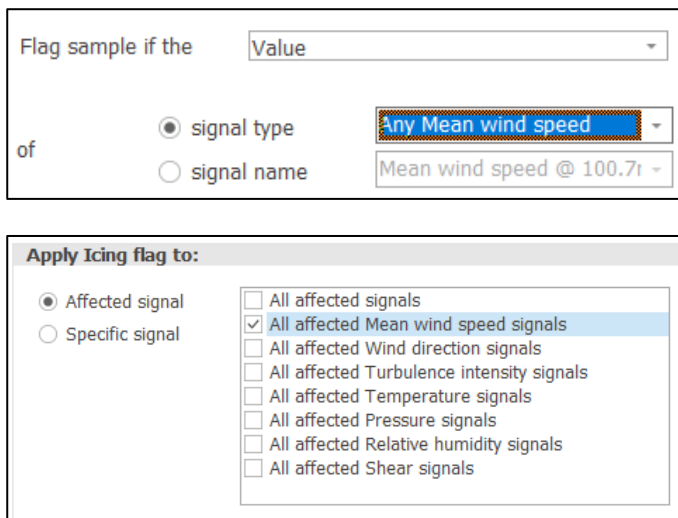 Flag sample if the Value
of
signal type Any Mean wind speed
signal name Mean wind speed @ 100.7
Apply Icing flag to:
Affected signal
Specific signal
All affected signals
All affected Mean wind speed signals
All affected Wind direction signals
All affected Turbulence intensity signals
All affected Temperature signals
All affected Pressure signals
All affected Relative humidity signals
All affected Shear signals